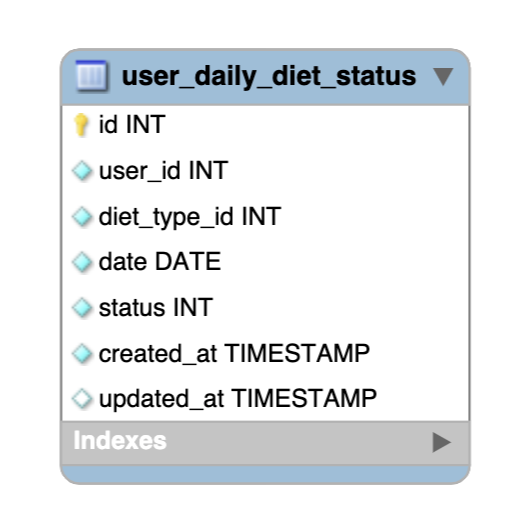 user_daily_diet_status
id INT
user_id INT
diet_type_id INT
date DATE
status INT
created_at TIMESTAMP
updated_at TIMESTAMP
Indexes